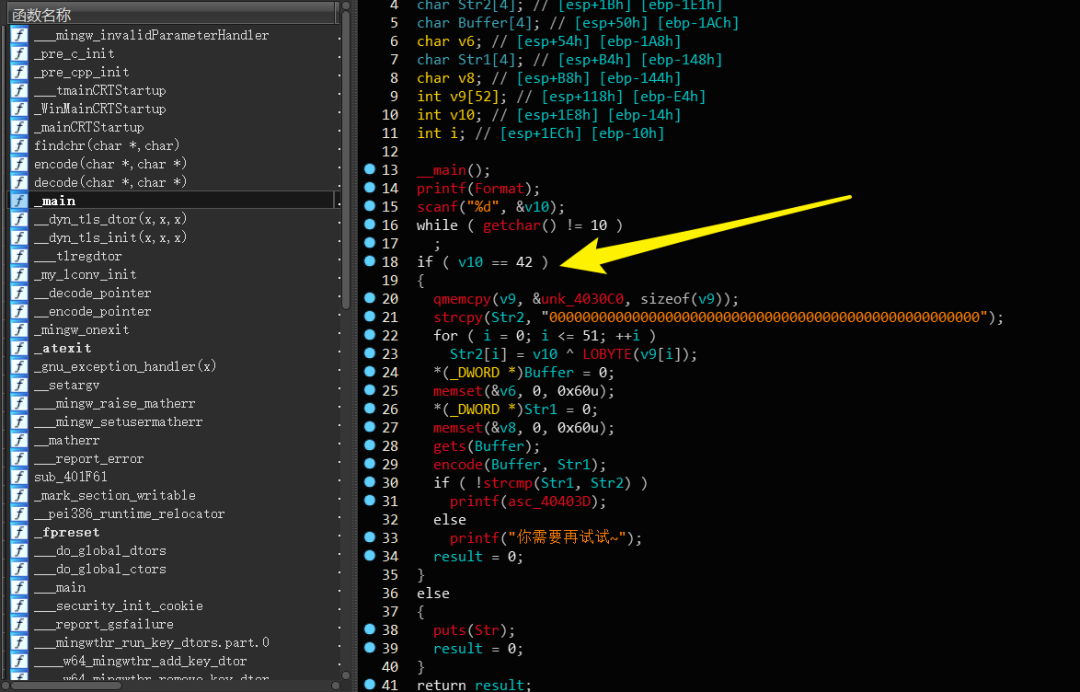 函数名称
f ___mingw_invalidParameterHandler
f _pre_c_init
f _pre_cpp_init
f ___tmainCRTStartup
f _WinMainCRTStartup
f _mainCRTStartup
f findchr(char *,char)
f encode(char *,char *)
f decode(char *,char *)
f _main
f __dyn_tls_dtor(x,x,x)
f __dyn_tls_init(x,x,x)
f ___tlregdtor
f _my_lconv_init
f __decode_pointer
f __encode_pointer
f _mingw_onexit
f _atexit
f _gnu_exception_handler(x)
f __setargv
f ___mingw_raise_matherr
f ___mingw_setusermatherr
f __matherr
f ___report_error
f sub_401F61
f _mark_section_writable
f __pei386_runtime_relocator
f _fpreset
f ___do_global_dtors
f ___do_global_ctors
f ___main
f ___security_init_cookie
f ___report_gsfailure
f ___mingwthr_run_key_dtors.part.0
f ____w64_mingwthr_add_key_dtor
f ____w64_mingwthr_remove_key_dtor
4 char Str2[4]; // [esp+1Bh] [ebp-1E1h]
5 char Buffer[4]; // [esp+50h] [ebp-1ACh]
6 char v6; // [esp+54h] [ebp-1A8h]
7 char Str1[4]; // [esp+B4h] [ebp-148h]
8 char v8; // [esp+B8h] [ebp-144h]
9 int v9[52]; // [esp+118h] [ebp-E4h]
10 int v10; // [esp+1E8h] [ebp-14h]
11 int i; // [esp+1ECh] [ebp-10h]
12
13 __main();
14 printf(Format);
15 scanf("%d", &v10);
16 while ( getchar() != 10 )
17 ;
18 if ( v10 == 42 )
19 {
20 qmemcpy(v9, &unk_4030C0, sizeof(v9));
21 strcpy(Str2, "0000000000000000000000000000000000000000000000000000");
22 for ( i = 0; i <= 51; ++i )
23 Str2[i] = v10 ^ LOBYTE(v9[i]);
24 *(_DWORD *)Buffer = 0;
25 memset(&v6, 0, 0x60u);
26 *(_DWORD *)Str1 = 0;
27 memset(&v8, 0, 0x60u);
28 gets(Buffer);
29 encode(Buffer, Str1);
30 if ( !strcmp(Str1, Str2) )
31 printf(asc_40403D);
32 else
33 printf("你需要再试试~");
34 result = 0;
35 }
36 else
37 {
38 puts(Str);
39 result = 0;
40 }
41 return result;